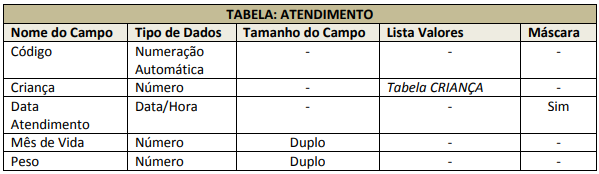 TABELA: ATENDIMENTO
Nome do Campo Tipo de Dados Tamanho do Campo Lista Valores Máscara
Código Numeração Automática - - -
Criança Número - Tabela CRIANÇA -
Data Atendimento Data/Hora - - Sim
Mês de Vida Número Duplo - -
Peso Número Duplo - -